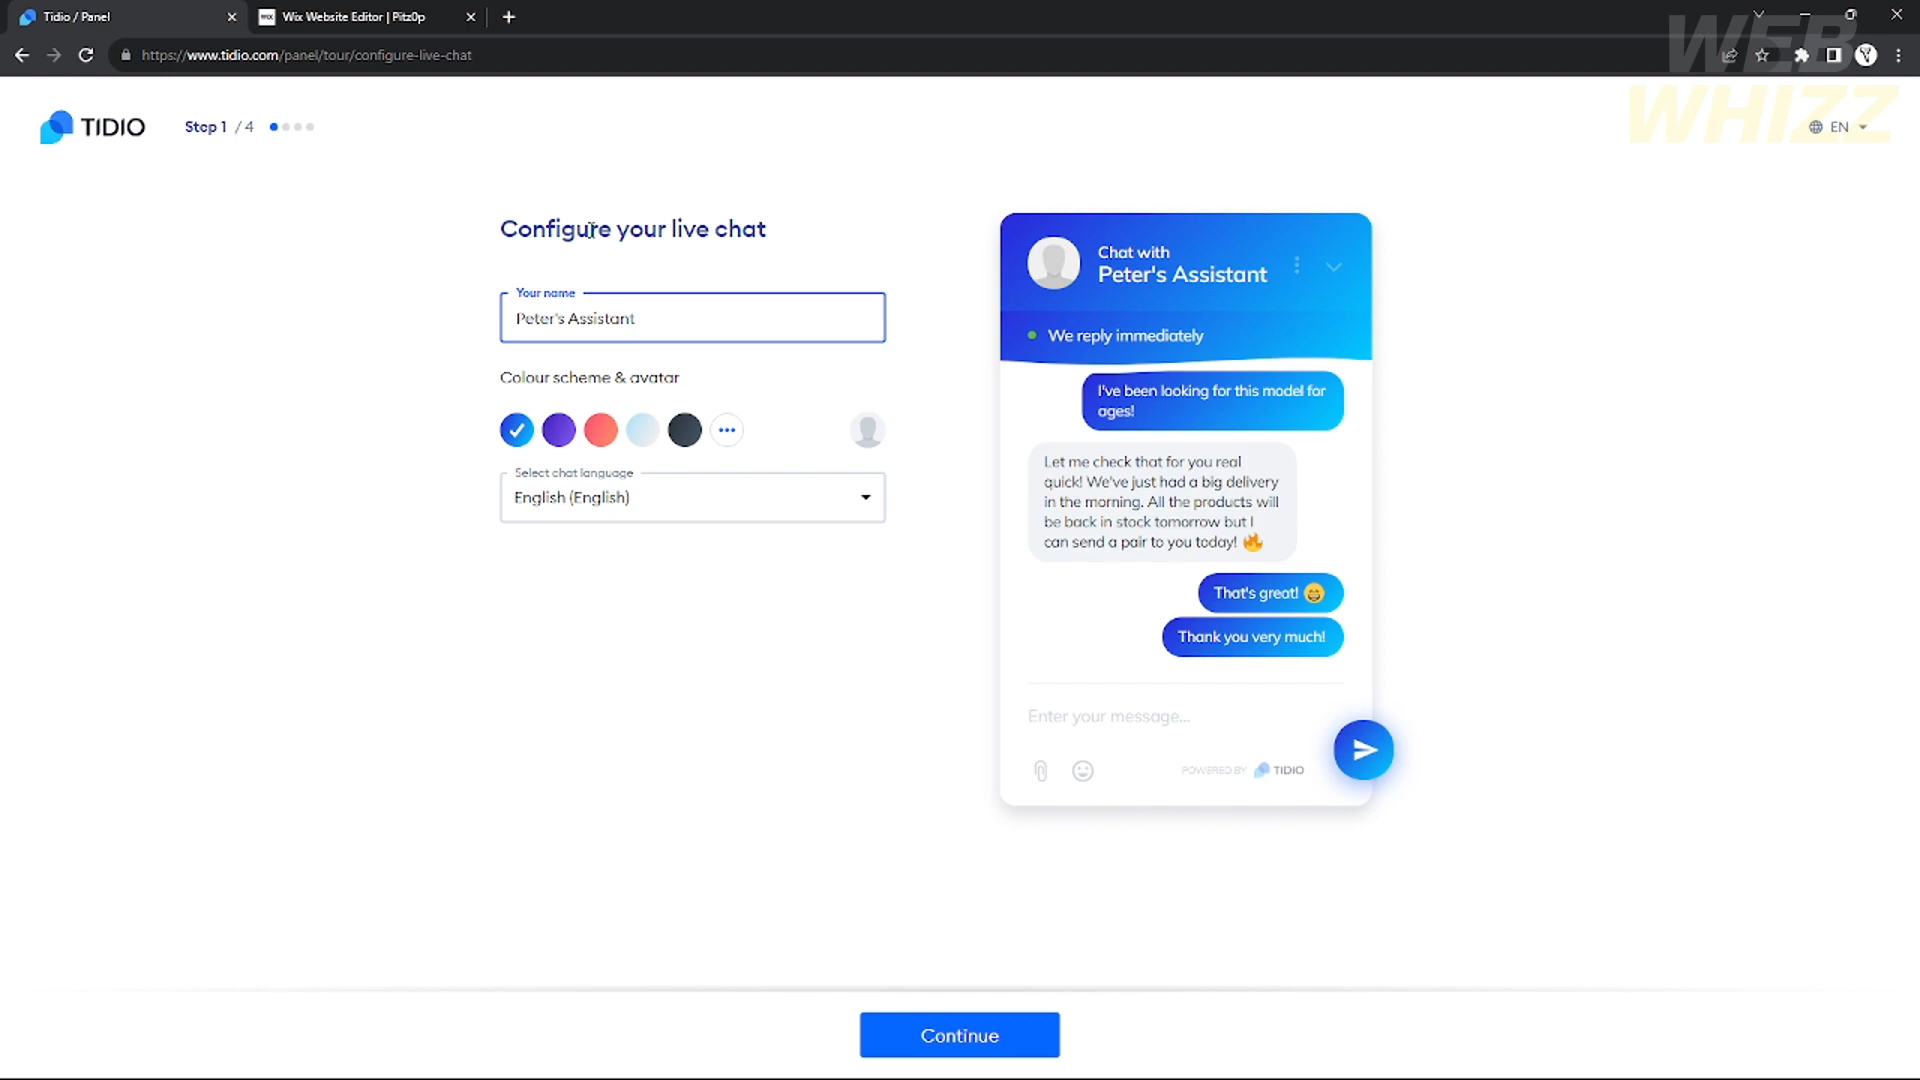 Tidio / Panel
Wix Website Editor | Pitz0p
https://www.tidio.com/panel/tour/configure-live-chat
WEB
WHIZZ
TIDIO
Step 1 / 4
EN
Configure your live chat
Your name
Peter's Assistant
Colour scheme & avatar
Select chat language
English (English)
Chat with
Peter's Assistant
We reply immediately
I've been looking for this model for
ages!
Let me check that for you real
quick! We've just had a big delivery
in the morning. All the products will
be back in stock tomorrow but I
can send a pair to you today! 🔥
That's great! 😄
Thank you very much!
Enter your message...
POWERED BY TIDIO
Continue